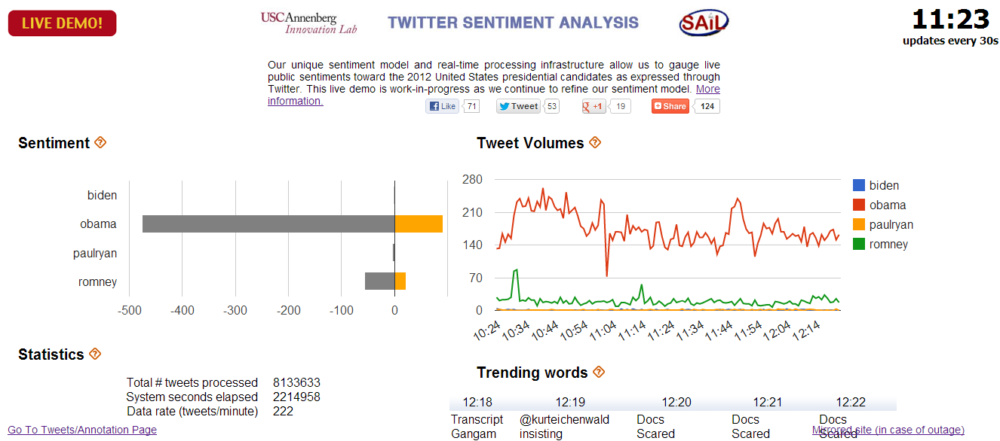 LIVE DEMO!
USC Annenberg
Innovation Lab
TWITTER SENTIMENT ANALYSIS
SAiL
11:23
updates every 30s
Our unique sentiment model and real-time processing infrastructure allow us to gauge live
public sentiments toward the 2012 United States presidential candidates as expressed through
Twitter. This live demo is work-in-progress as we continue to refine our sentiment model. More
information.
Like 71 Tweet 53 +1 19 Share 124
Sentiment ?
biden
obama
paulryan
romney
-500 -400 -300 -200 -100 0
Tweet Volumes ?
280
210
140
70
0
10:24 10:34 10:44 10:54 11:04 11:14 11:24 11:34 11:44 11:54 12:04 12:14
biden
obama
paulryan
romney
Statistics ?
Total # tweets processed 8133633
System seconds elapsed 2214958
Data rate (tweets/minute) 222
Trending words ?
12:18 12:19 12:20 12:21 12:22
Transcript @kurteichenwald Docs Docs Docs
Gangam insisting Scared Scared Scared
Go To Tweets/Annotation Page
Mirrored site (in case of outage)